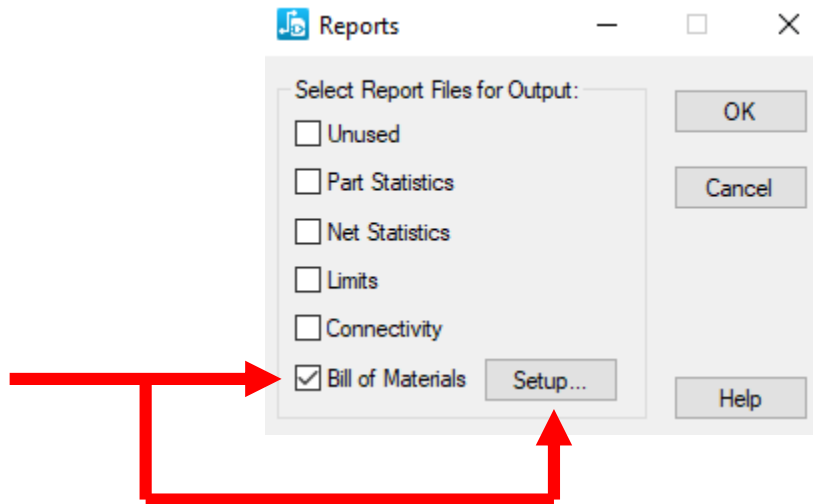 Reports
Select Report Files for Output:
OK
Unused
Part Statistics
Cancel
Net Statistics
Limits
Connectivity
Bill of Materials
Setup...
Help